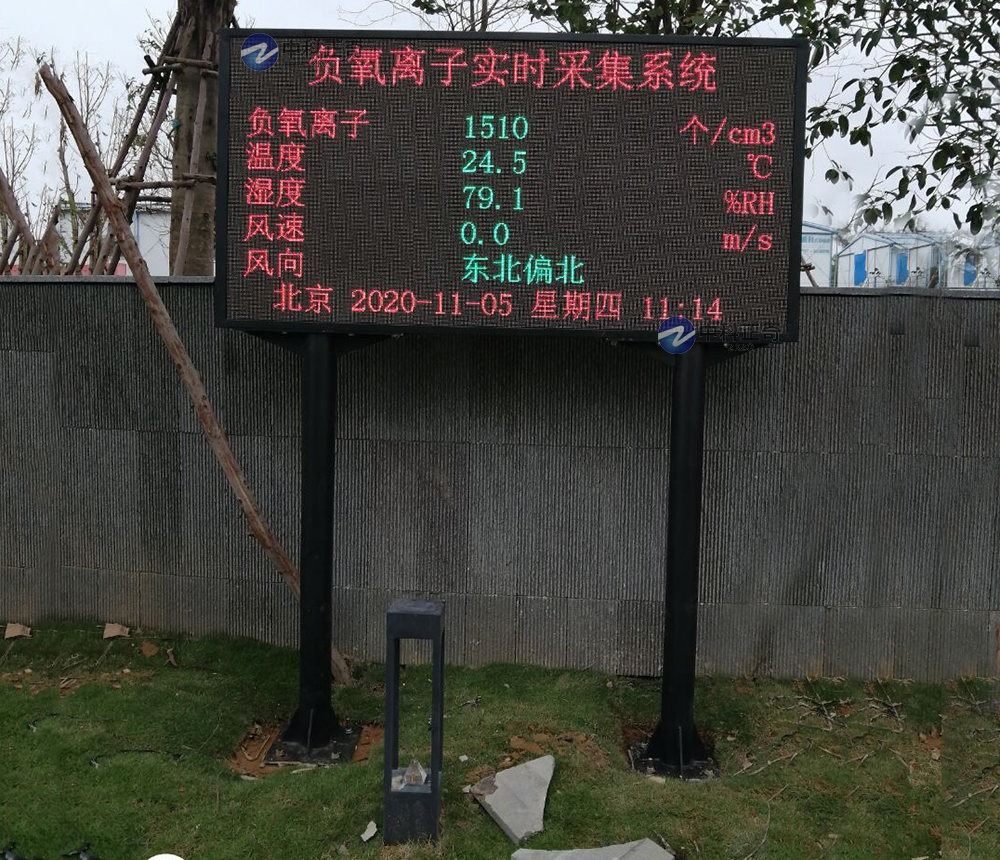 负氧离子实时采集系统
负氧离子 1510 个/cm3
温度 24.5 ℃
湿度 79.1 %RH
风速 0.0 m/s
风向 东北偏北
北京 2020-11-05 星期四 11:14